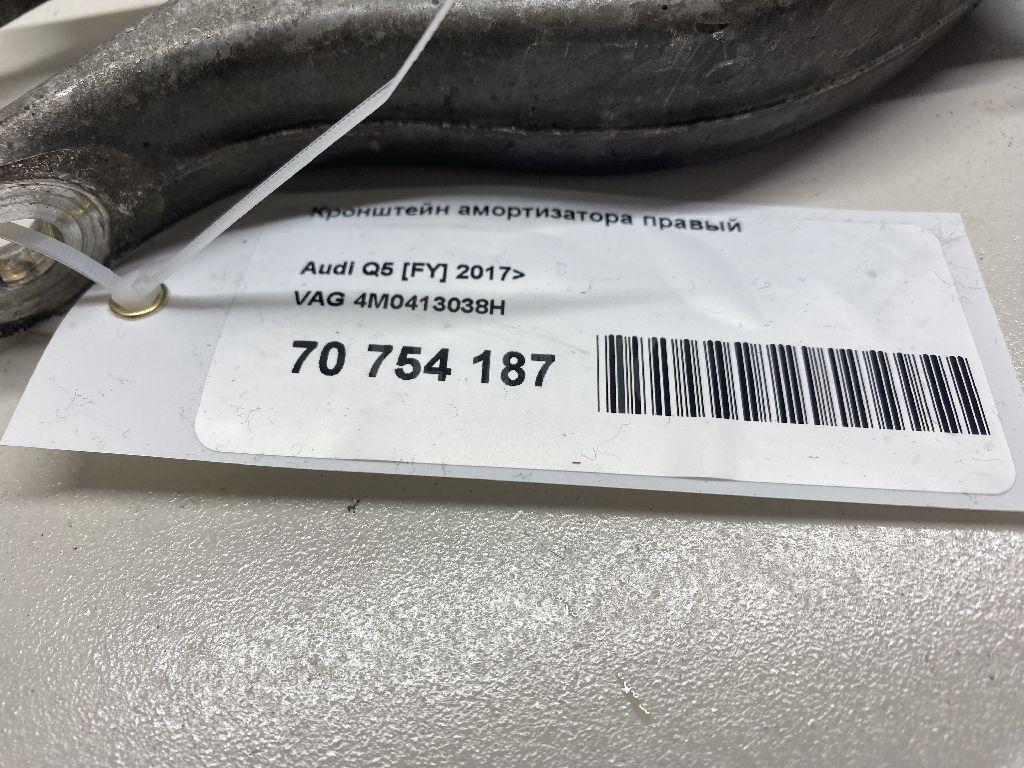 Кронштейн амортизатора правый
Audi Q5 [FY] 2017>
VAG 4M0413038H
70 754 187